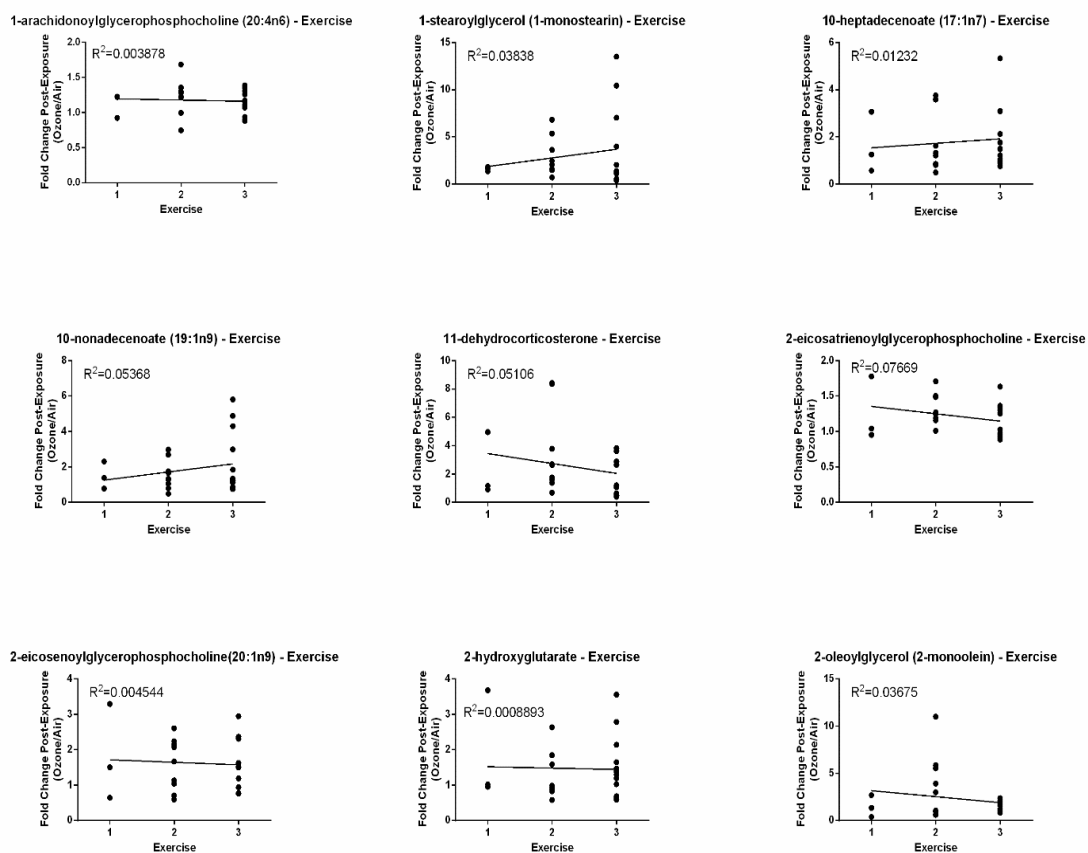 1-arachidonoylglycerophosphocholine (20:4n6) - Exercise
R²=0.003878
Fold Change Post-Exposure
(Ozone/Air)
2.0
1.5
1.0
0.5
0.0
1 2 3
Exercise
1-stearoylglycerol (1-monostearin) - Exercise
R²=0.03838
Fold Change Post-Exposure
(Ozone/Air)
15
10
5
0
1 2 3
Exercise
10-heptadecenoate (17:1n7) - Exercise
R²=0.01232
Fold Change Post-Exposure
(Ozone/Air)
6
4
2
0
1 2 3
Exercise
10-nonadecenoate (19:1n9) - Exercise
R²=0.05368
Fold Change Post-Exposure
(Ozone/Air)
8
6
4
2
0
1 2 3
Exercise
11-dehydrocorticosterone - Exercise
R²=0.05106
Fold Change Post-Exposure
(Ozone/Air)
10
8
6
4
2
0
1 2 3
Exercise
2-eicosatrienoylglycerophosphocholine - Exercise
R²=0.07669
Fold Change Post-Exposure
(Ozone/Air)
2.0
1.5
1.0
0.5
0.0
1 2 3
Exercise
2-eicosenoylglycerophosphocholine(20:1n9) - Exercise
R²=0.004544
Fold Change Post-Exposure
(Ozone/Air)
4
3
2
1
0
1 2 3
Exercise
2-hydroxyglutarate - Exercise
R²=0.0008893
Fold Change Post-Exposure
(Ozone/Air)
4
3
2
1
0
1 2 3
Exercise
2-oleoylglycerol (2-monoolein) - Exercise
R²=0.03675
Fold Change Post-Exposure
(Ozone/Air)
15
10
5
0
1 2 3
Exercise